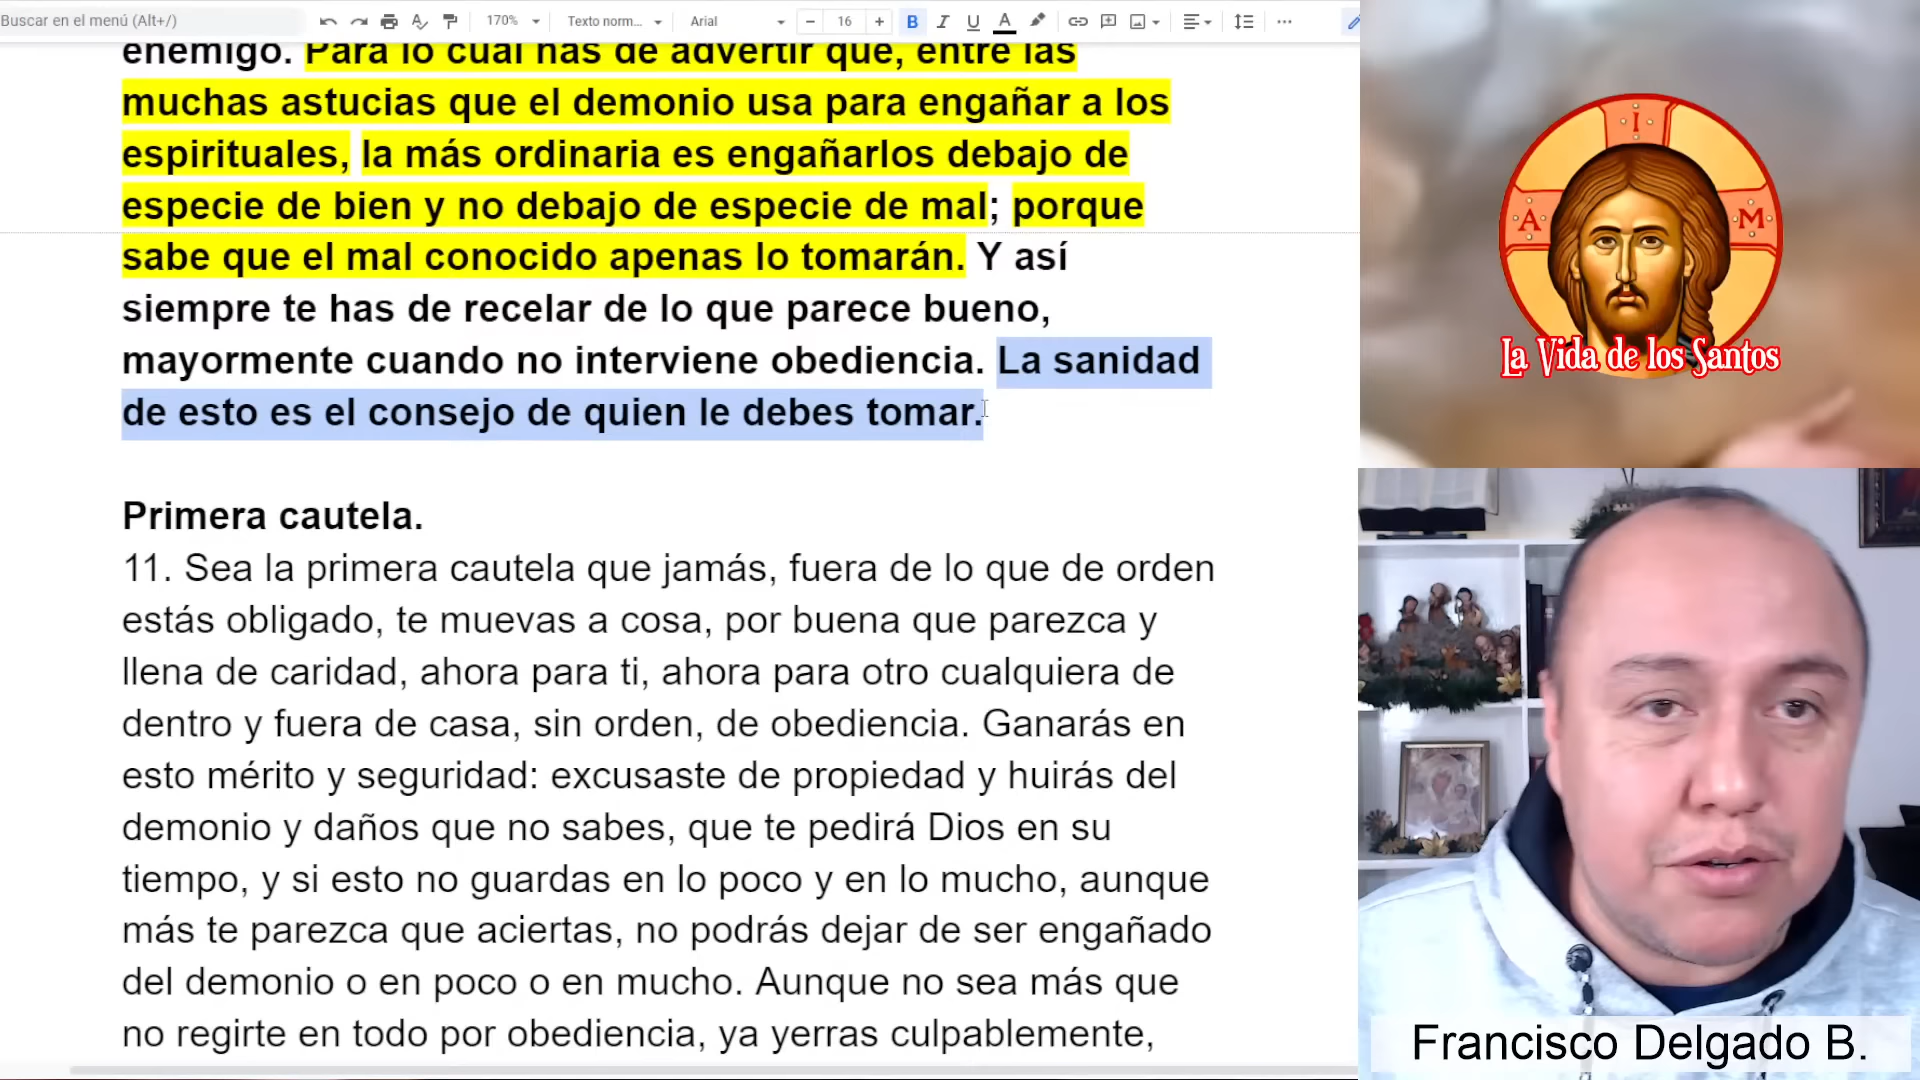 Buscar en el menú (Alt+/)
170%
Texto norm...
Arial
16
enemigo. Para lo cual has de advertir que, entre las
muchas astucias que el demonio usa para engañar a los
espirituales, la más ordinaria es engañarlos debajo de
especie de bien y no debajo de especie de mal; porque
sabe que el mal conocido apenas lo tomarán. Y así
siempre te has de recelar de lo que parece bueno,
mayormente cuando no interviene obediencia. La sanidad
de esto es el consejo de quien le debes tomar.
Primera cautela.
11. Sea la primera cautela que jamás, fuera de lo que de orden
estás obligado, te muevas a cosa, por buena que parezca y
llena de caridad, ahora para ti, ahora para otro cualquiera de
dentro y fuera de casa, sin orden, de obediencia. Ganarás en
esto mérito y seguridad: excusaste de propiedad y huirás del
demonio y daños que no sabes, que te pedirá Dios en su
tiempo, y si esto no guardas en lo poco y en lo mucho, aunque
más te parezca que aciertas, no podrás dejar de ser engañado
del demonio o en poco o en mucho. Aunque no sea más que
no regirte en todo por obediencia, ya yerras culpablemente,
I
A M
La Vida de los Santos
Francisco Delgado B.